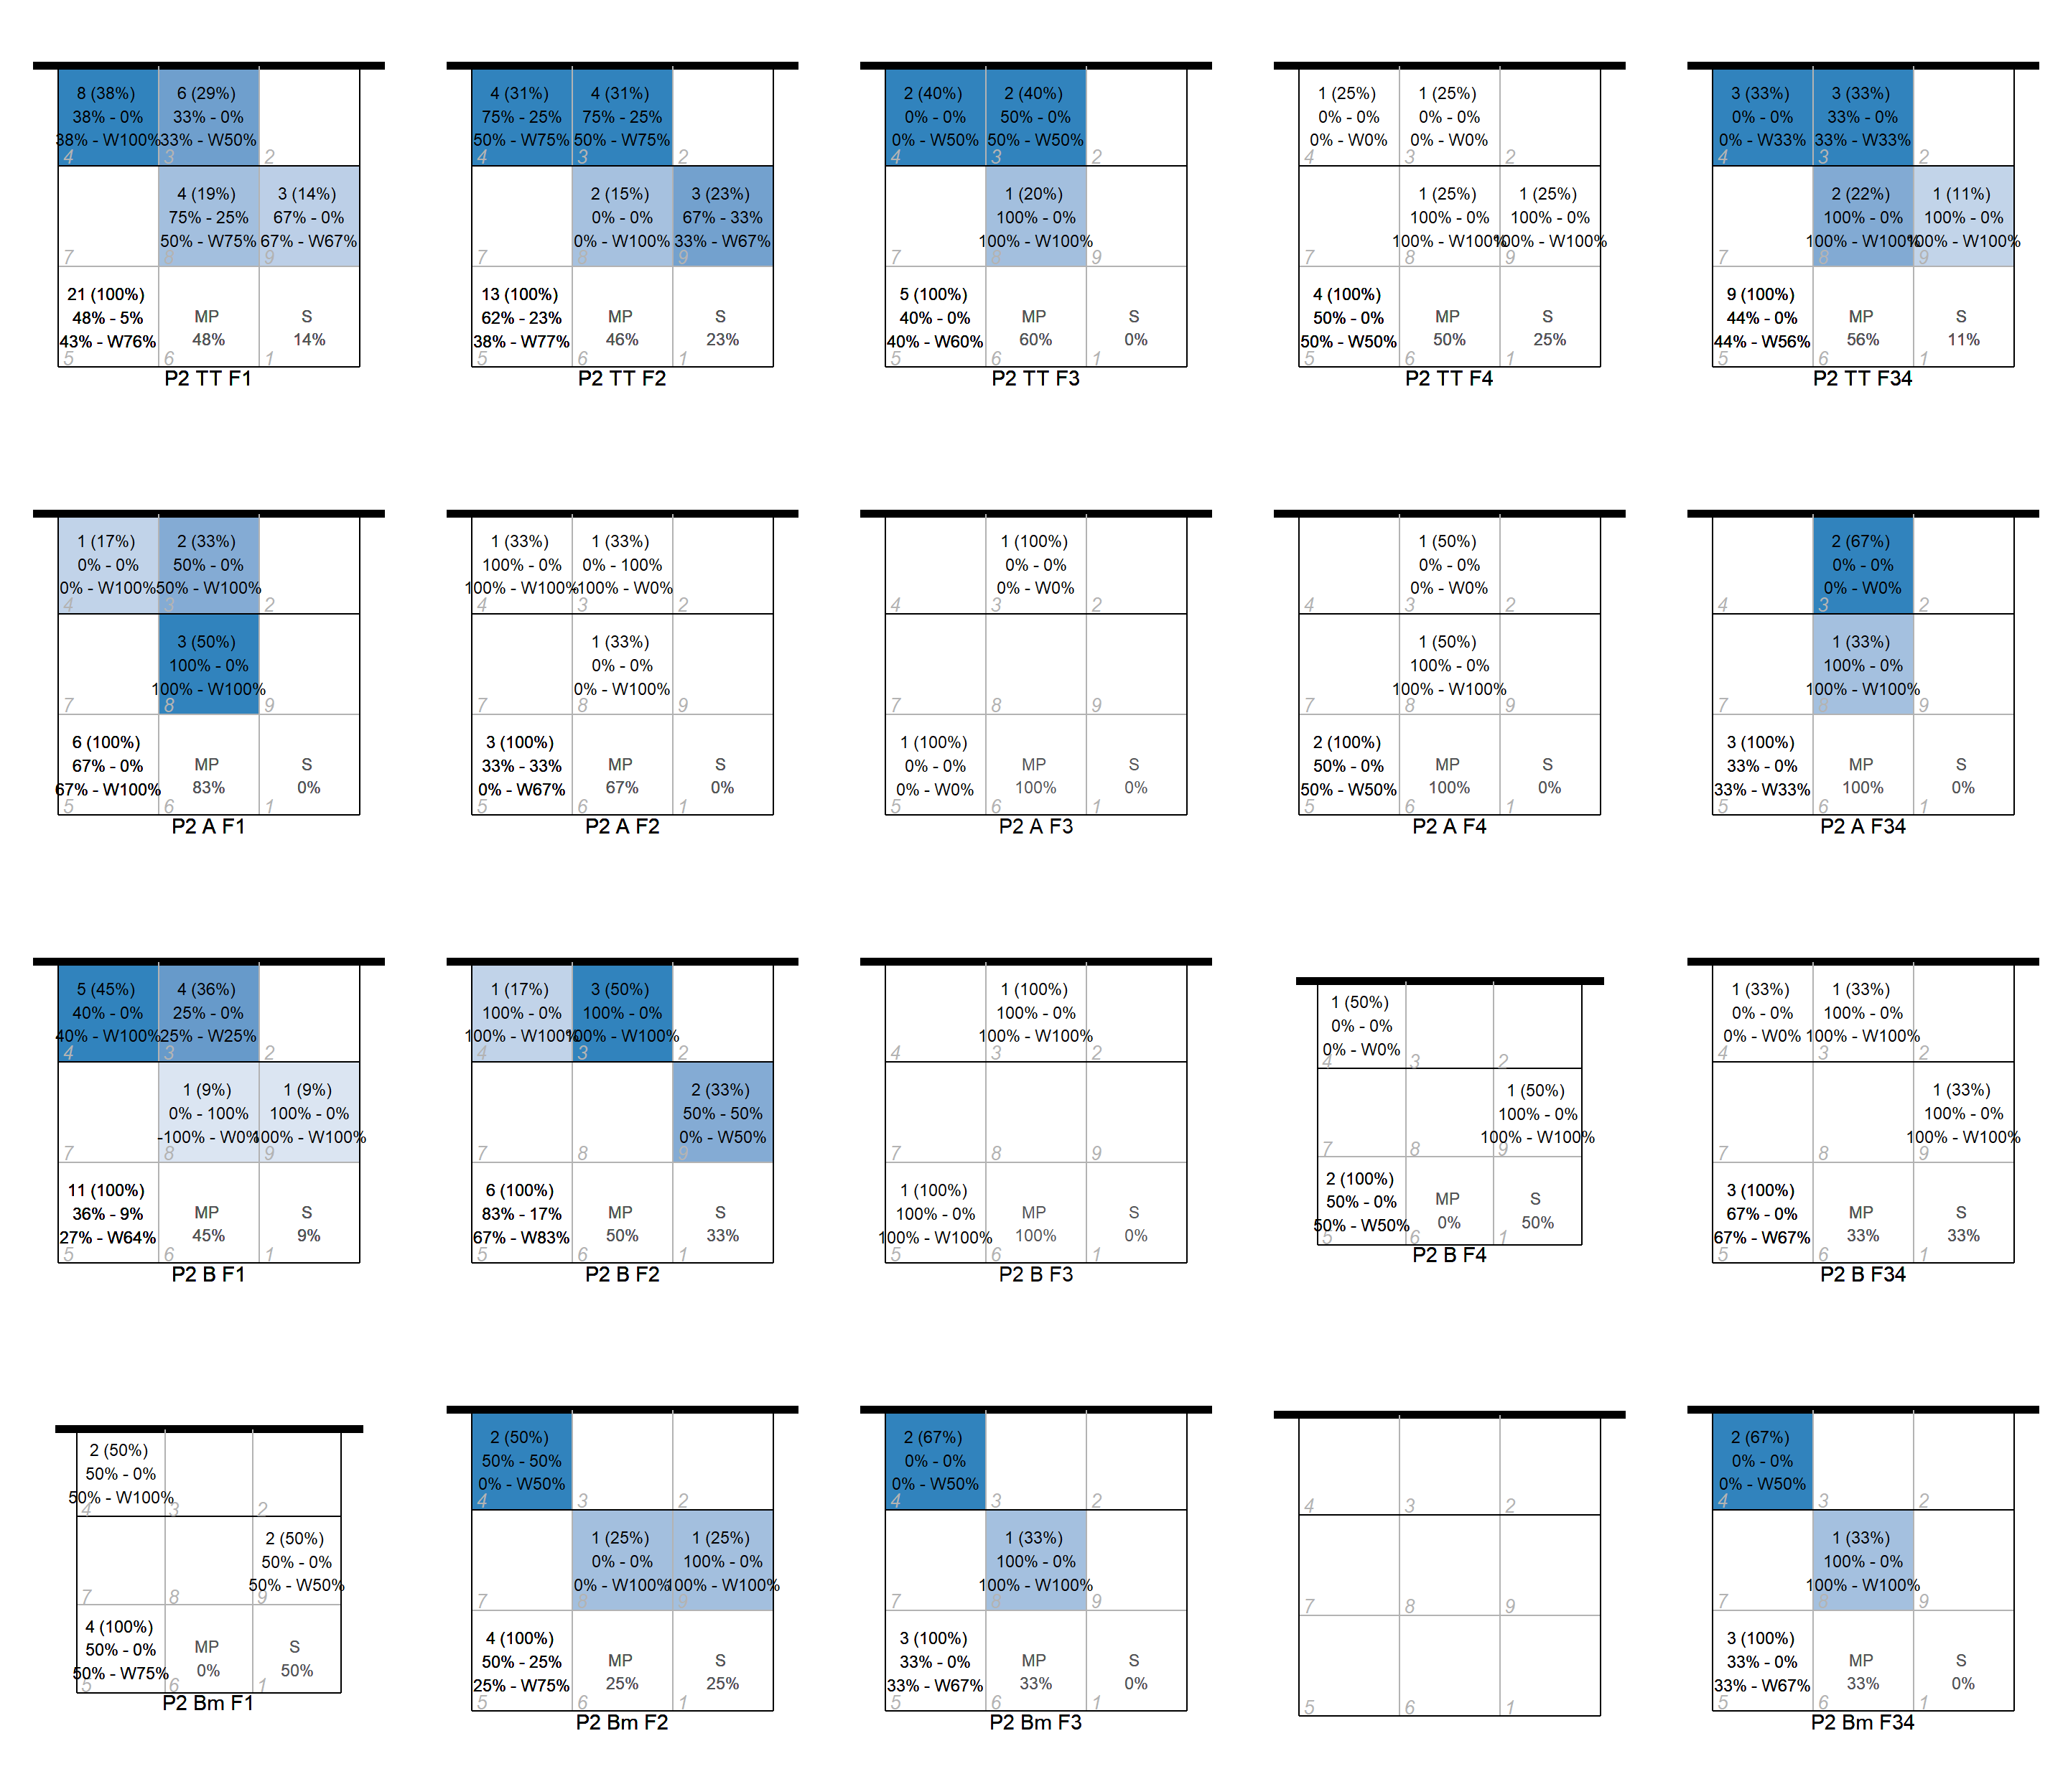 8 (38%)
38% - 0%
38% - W100%
4
6 (29%)
33% - 0%
33% - W50%
3
2
7
4 (19%)
75% - 25%
50% - W75%
8
3 (14%)
67% - 0%
67% - W67%
9
21 (100%)
48% - 5%
43% - W76%
5
MP
48%
6
S
14%
1
P2 TT F1
4 (31%)
75% - 25%
50% - W75%
4
4 (31%)
75% - 25%
50% - W75%
3
2
7
2 (15%)
0% - 0%
0% - W100%
8
3 (23%)
67% - 33%
33% - W67%
9
13 (100%)
62% - 23%
38% - W77%
5
MP
46%
6
S
23%
1
P2 TT F2
2 (40%)
0% - 0%
0% - W50%
4
2 (40%)
50% - 0%
50% - W50%
3
2
7
1 (20%)
100% - 0%
100% - W100%
8
9
5 (100%)
40% - 0%
40% - W60%
5
MP
60%
6
S
0%
1
P2 TT F3
1 (25%)
0% - 0%
0% - W0%
4
1 (25%)
0% - 0%
0% - W0%
3
2
7
1 (25%)
100% - 0%
100% - W100%
8
1 (25%)
100% - 0%
100% - W100%
9
4 (100%)
50% - 0%
50% - W50%
5
MP
50%
6
S
25%
1
P2 TT F4
3 (33%)
0% - 0%
0% - W33%
4
3 (33%)
33% - 0%
33% - W33%
3
2
7
2 (22%)
100% - 0%
100% - W100%
8
1 (11%)
100% - 0%
100% - W100%
9
9 (100%)
44% - 0%
44% - W56%
5
MP
56%
6
S
11%
1
P2 TT F34
1 (17%)
0% - 0%
0% - W100%
4
2 (33%)
50% - 0%
50% - W100%
3
2
7
3 (50%)
100% - 0%
100% - W100%
8
9
6 (100%)
67% - 0%
67% - W100%
5
MP
83%
6
S
0%
1
P2 A F1
1 (33%)
100% - 0%
100% - W100%
4
1 (33%)
0% - 100%
-100% - W0%
3
2
7
1 (33%)
0% - 0%
0% - W100%
8
9
3 (100%)
33% - 33%
0% - W67%
5
MP
67%
6
S
0%
1
P2 A F2
4
1 (100%)
0% - 0%
0% - W0%
3
2
7
8
9
1 (100%)
0% - 0%
0% - W0%
5
MP
100%
6
S
0%
1
P2 A F3
4
1 (50%)
0% - 0%
0% - W0%
3
2
7
1 (50%)
100% - 0%
100% - W100%
8
9
2 (100%)
50% - 0%
50% - W50%
5
MP
100%
6
S
0%
1
P2 A F4
4
2 (67%)
0% - 0%
0% - W0%
3
2
7
1 (33%)
100% - 0%
100% - W100%
8
9
3 (100%)
33% - 0%
33% - W33%
5
MP
100%
6
S
0%
1
P2 A F34
5 (45%)
40% - 0%
40% - W100%
4
4 (36%)
25% - 0%
25% - W25%
3
2
7
1 (9%)
0% - 100%
-100% - W0%
8
1 (9%)
100% - 0%
100% - W100%
9
11 (100%)
36% - 9%
27% - W64%
5
MP
45%
6
S
9%
1
P2 B F1
1 (17%)
100% - 0%
100% - W100%
4
3 (50%)
100% - 0%
100% - W100%
3
2
7
8
2 (33%)
50% - 50%
0% - W50%
9
6 (100%)
83% - 17%
67% - W83%
5
MP
50%
6
S
33%
1
P2 B F2
4
1 (100%)
100% - 0%
100% - W100%
3
2
7
8
9
1 (100%)
100% - 0%
100% - W100%
5
MP
100%
6
S
0%
1
P2 B F3
1 (50%)
0% - 0%
0% - W0%
4
3
2
7
8
1 (50%)
100% - 0%
100% - W100%
9
2 (100%)
50% - 0%
50% - W50%
5
MP
0%
6
S
50%
1
P2 B F4
1 (33%)
0% - 0%
0% - W0%
4
1 (33%)
100% - 0%
100% - W100%
3
2
7
8
1 (33%)
100% - 0%
100% - W100%
9
3 (100%)
67% - 0%
67% - W67%
5
MP
33%
6
S
33%
1
P2 B F34
2 (50%)
50% - 0%
50% - W100%
4
3
2
7
8
2 (50%)
50% - 0%
50% - W50%
9
4 (100%)
50% - 0%
50% - W75%
5
MP
0%
6
S
50%
1
P2 Bm F1
2 (50%)
50% - 50%
0% - W50%
4
3
2
7
1 (25%)
0% - 0%
0% - W100%
8
1 (25%)
100% - 0%
100% - W100%
9
4 (100%)
50% - 25%
25% - W75%
5
MP
25%
6
S
25%
1
P2 Bm F2
2 (67%)
0% - 0%
0% - W50%
4
3
2
7
1 (33%)
100% - 0%
100% - W100%
8
9
3 (100%)
33% - 0%
33% - W67%
5
MP
33%
6
S
0%
1
P2 Bm F3
4
3
2
7
8
9
5
6
1
2 (67%)
0% - 0%
0% - W50%
4
3
2
7
1 (33%)
100% - 0%
100% - W100%
8
9
3 (100%)
33% - 0%
33% - W67%
5
MP
33%
6
S
0%
1
P2 Bm F34